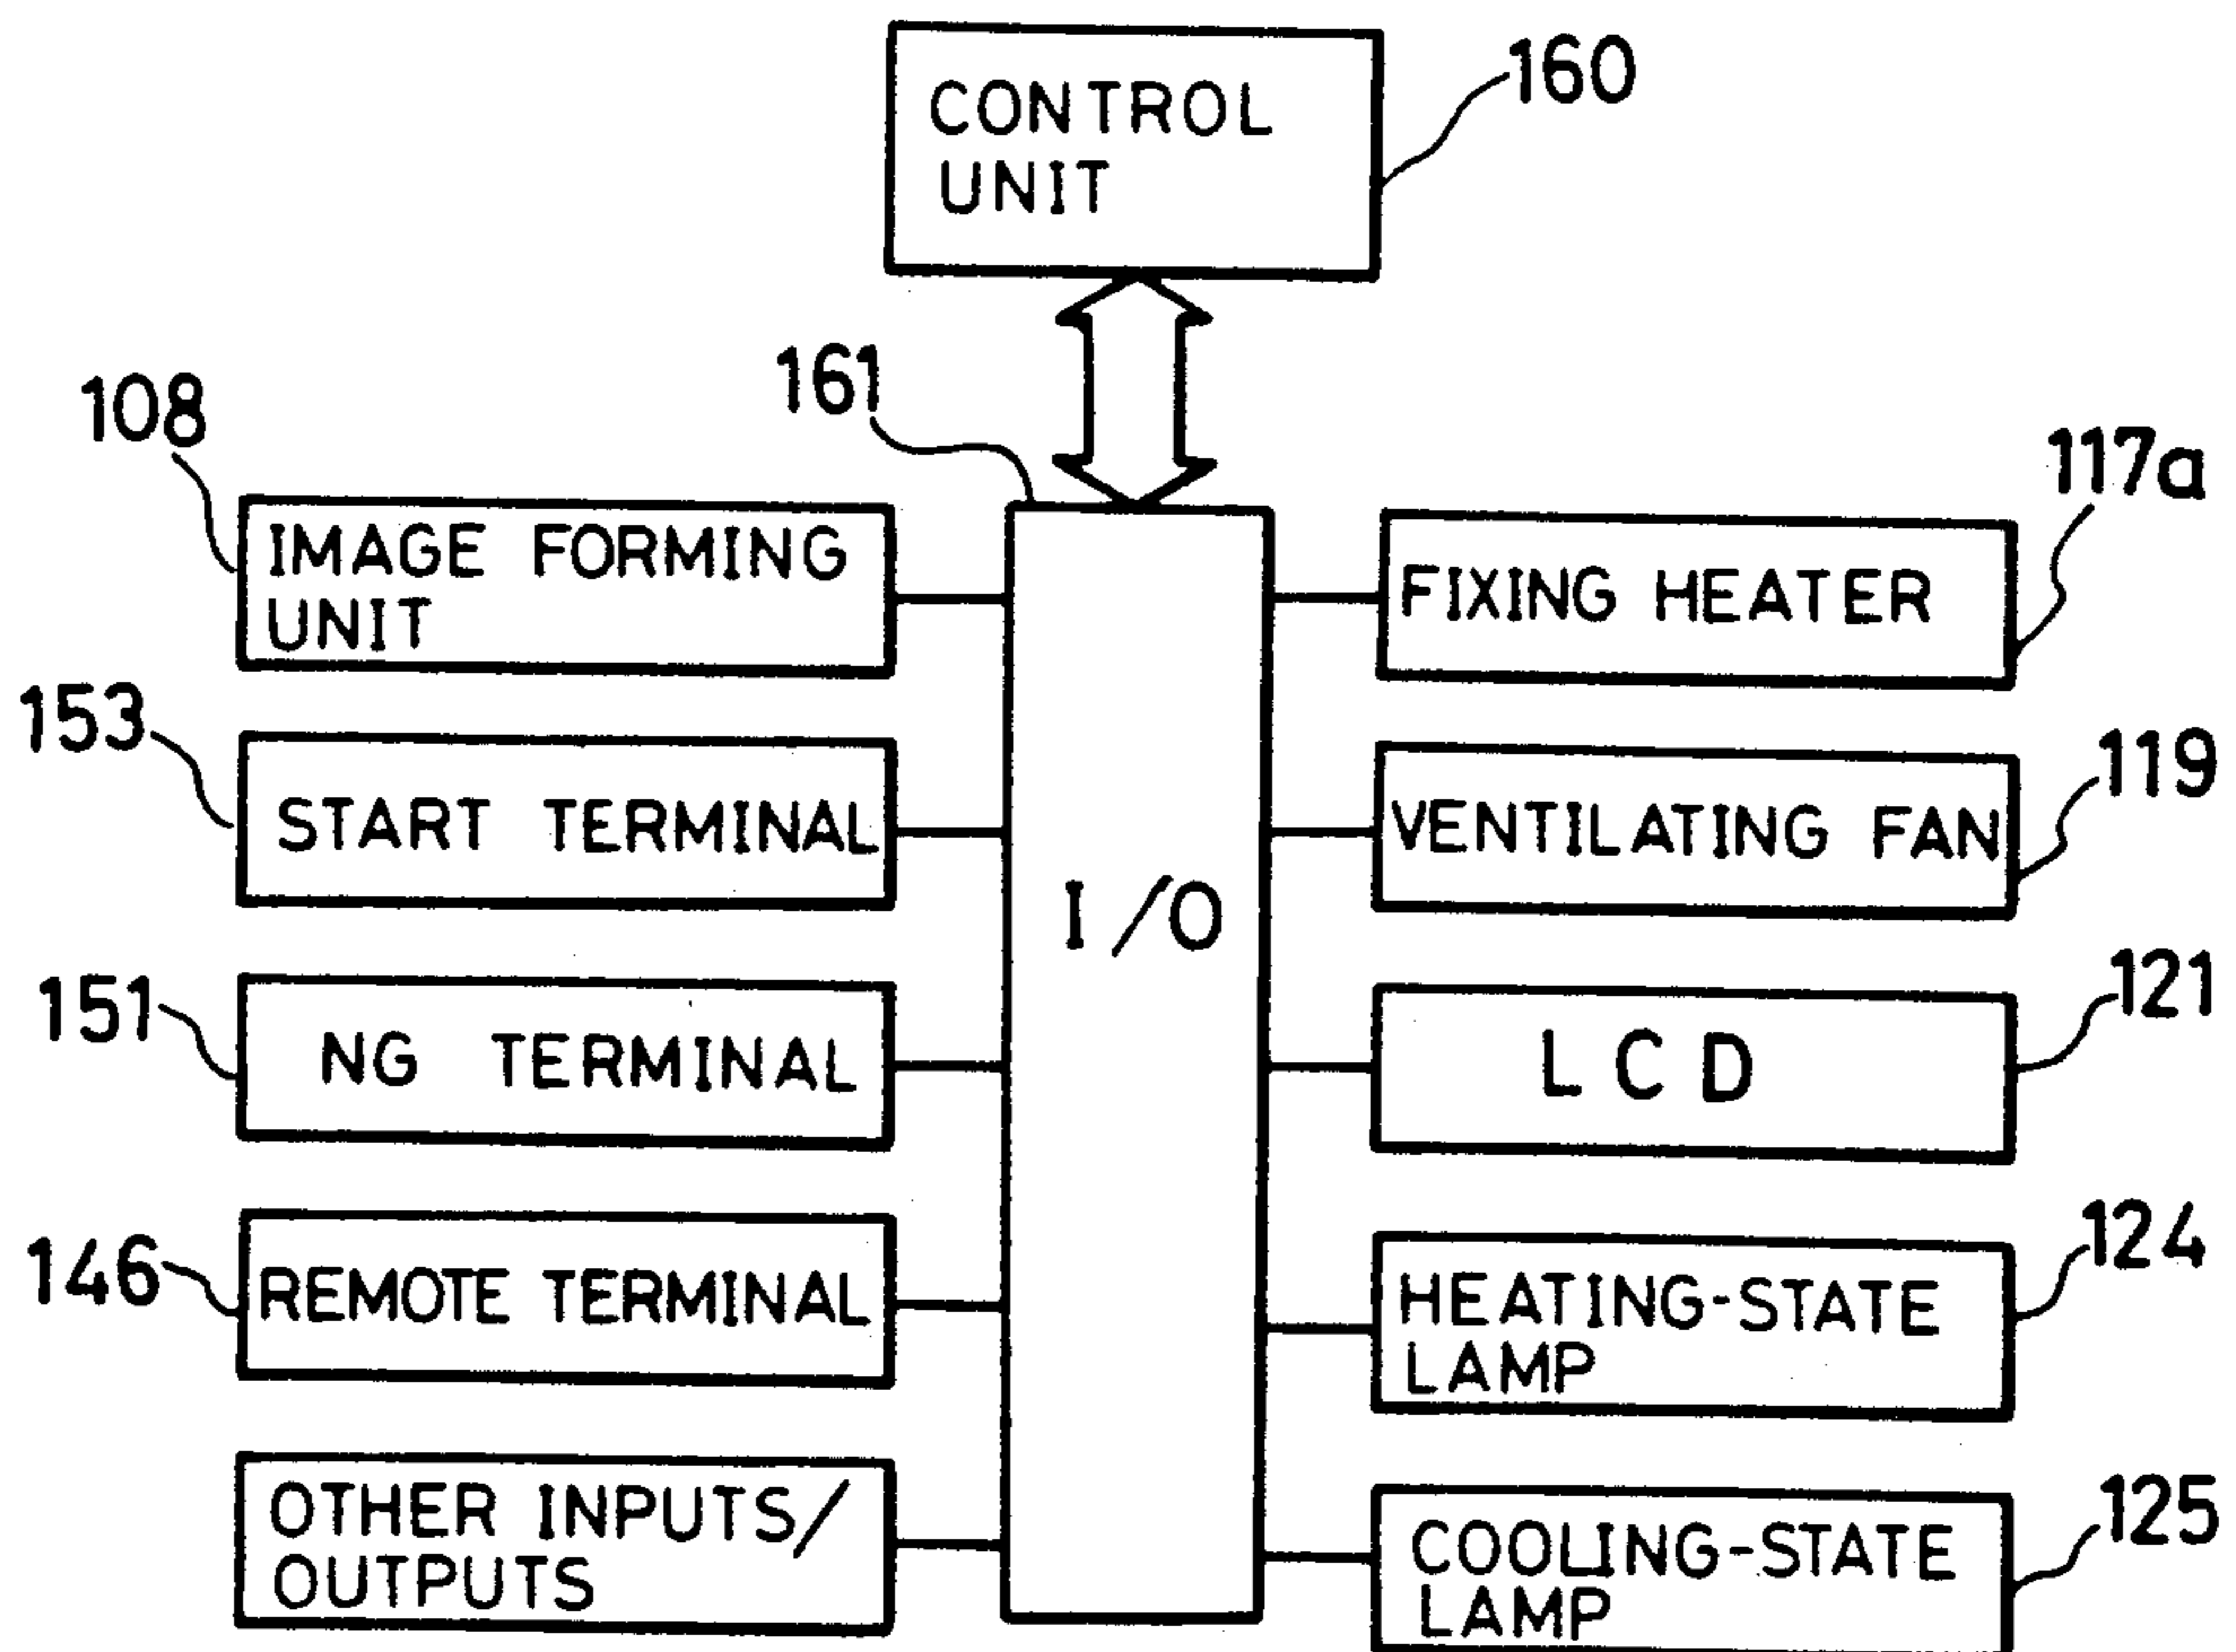 CONTROL
UNIT
160
161
108
IMAGE FORMING
UNIT
153
START TERMINAL
151
NG TERMINAL
146
REMOTE TERMINAL
OTHER INPUTS/
OUTPUTS
I/O
117a
FIXING HEATER
119
VENTILATING FAN
121
LCD
124
HEATING-STATE
LAMP
125
COOLING-STATE
LAMP